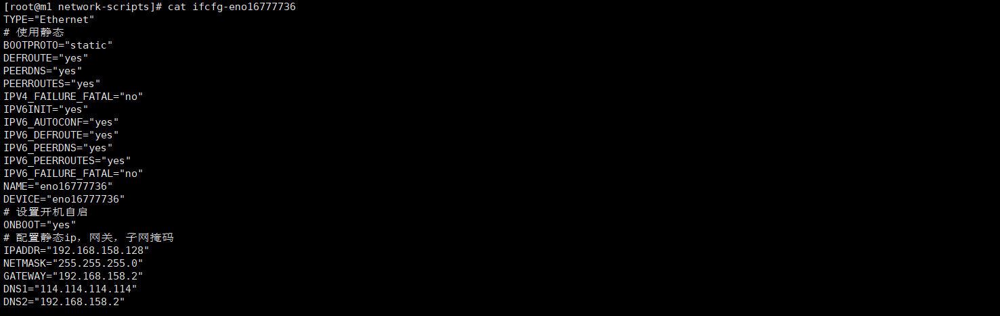 [root@m1 network-scripts]# cat ifcfg-eno16777736
TYPE="Ethernet"
# 使用静态
BOOTPROTO="static"
DEFROUTE="yes"
PEERDNS="yes"
PEERROUTES="yes"
IPV4_FAILURE_FATAL="no"
IPV6INIT="yes"
IPV6_AUTOCONF="yes"
IPV6_DEFROUTE="yes"
IPV6_PEERDNS="yes"
IPV6_PEERROUTES="yes"
IPV6_FAILURE_FATAL="no"
NAME="eno16777736"
DEVICE="eno16777736"
# 设置开机自启
ONBOOT="yes"
# 配置静态ip，网关，子网掩码
IPADDR="192.168.158.128"
NETMASK="255.255.255.0"
GATEWAY="192.168.158.2"
DNS1="114.114.114.114"
DNS2="192.168.158.2"